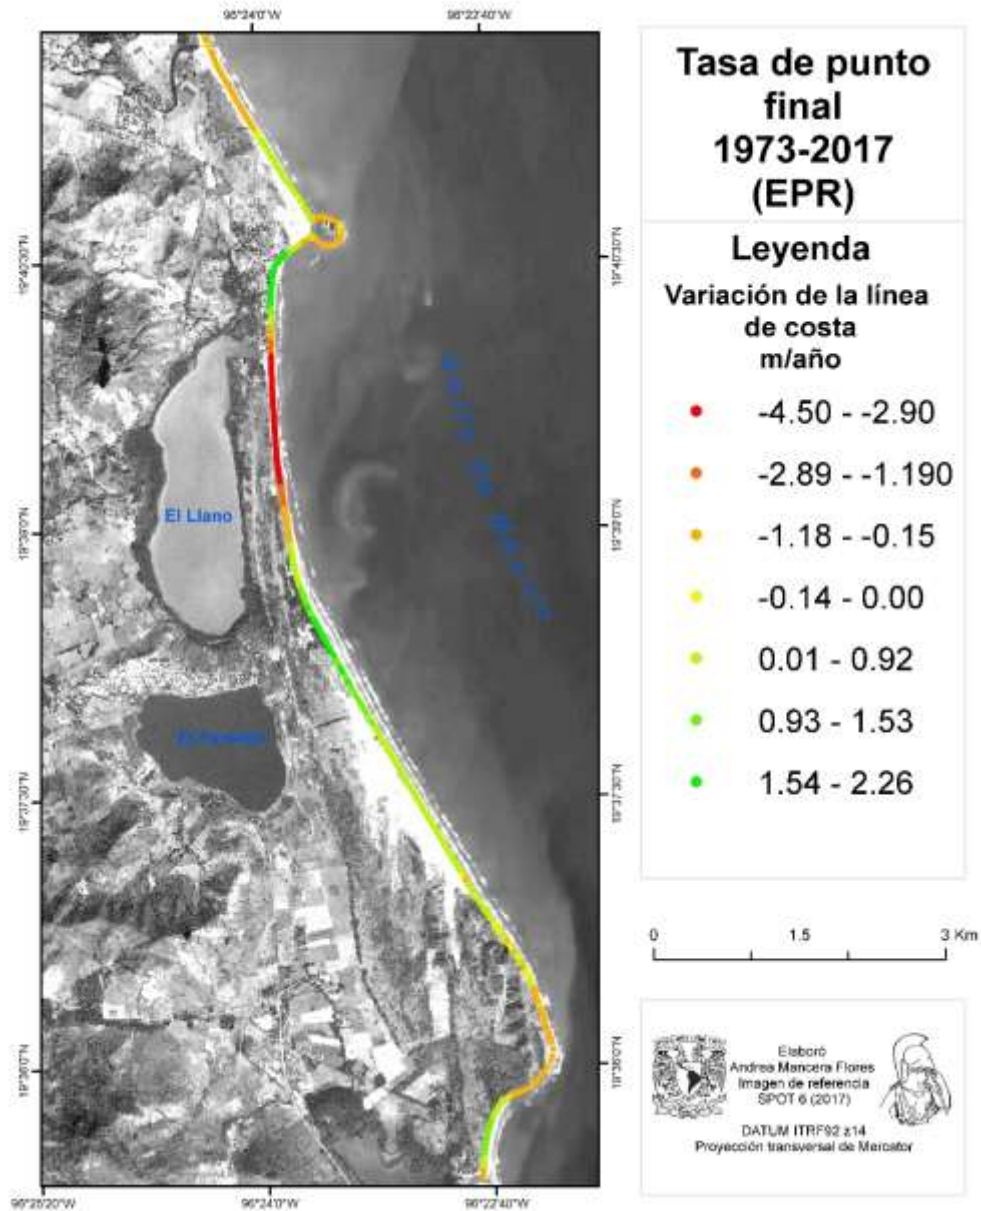 96°24'0"W 96°22'40"W
19°40'30"N
19°39'0"N
19°37'30"N
19°36'0"N
El Llano
19°40'30"N
19°39'0"N
19°37'30"N
19°36'0"N
96°25'20"W 96°24'0"W 96°22'40"W
Tasa de punto
final
1973-2017
(EPR)
Leyenda
Variación de la línea
de costa
m/año
-4.50 - -2.90
-2.89 - -1.190
-1.18 - -0.15
-0.14 - 0.00
0.01 - 0.92
0.93 - 1.53
1.54 - 2.26
0 1.5 3 Km
Elaboró
Andrea Mancera Flores
Imagen de referencia
SPOT 6 (2017)
DATUM ITRF92 z14
Proyección transversal de Mercator